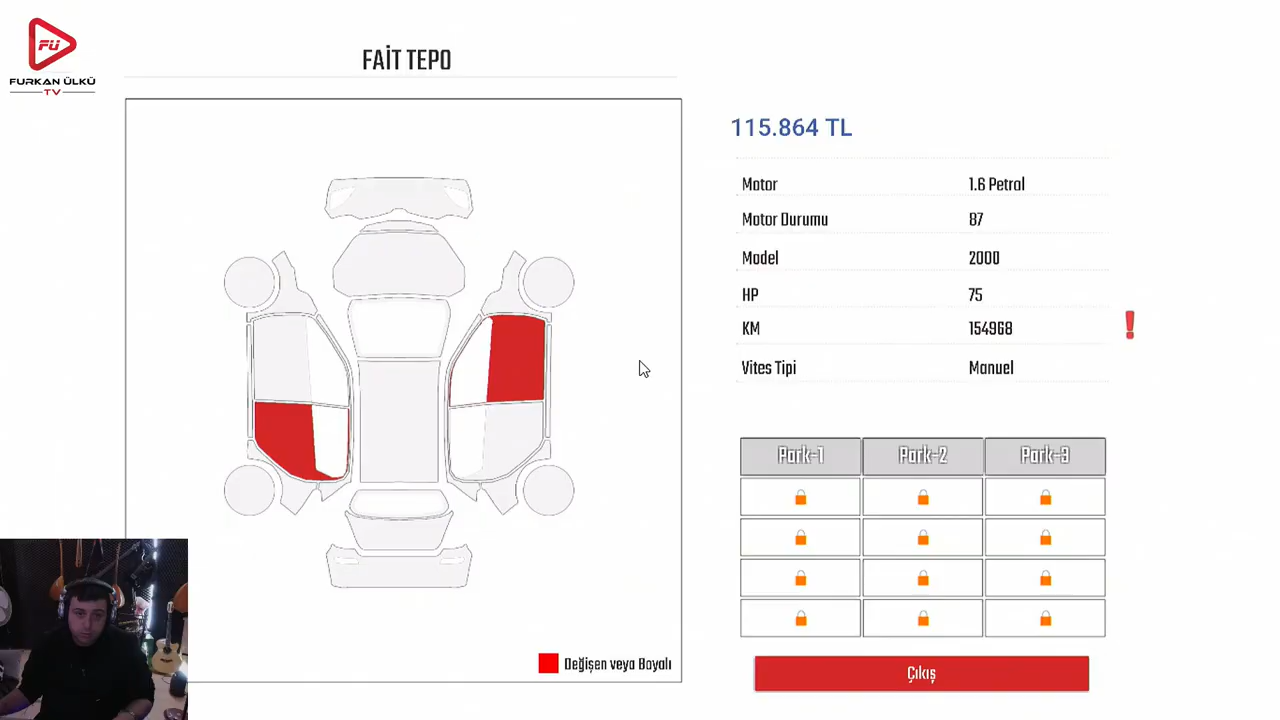 FU
FURKAN ÜLKÜ
TV
FAİT TEPO
115.864 TL
Motor 1.6 Petrol
Motor Durumu 87
Model 2000
HP 75
KM 154968
Vites Tipi Manuel
Park-1 Park-2 Park-3
Değişen veya Boyalı
Çıkış